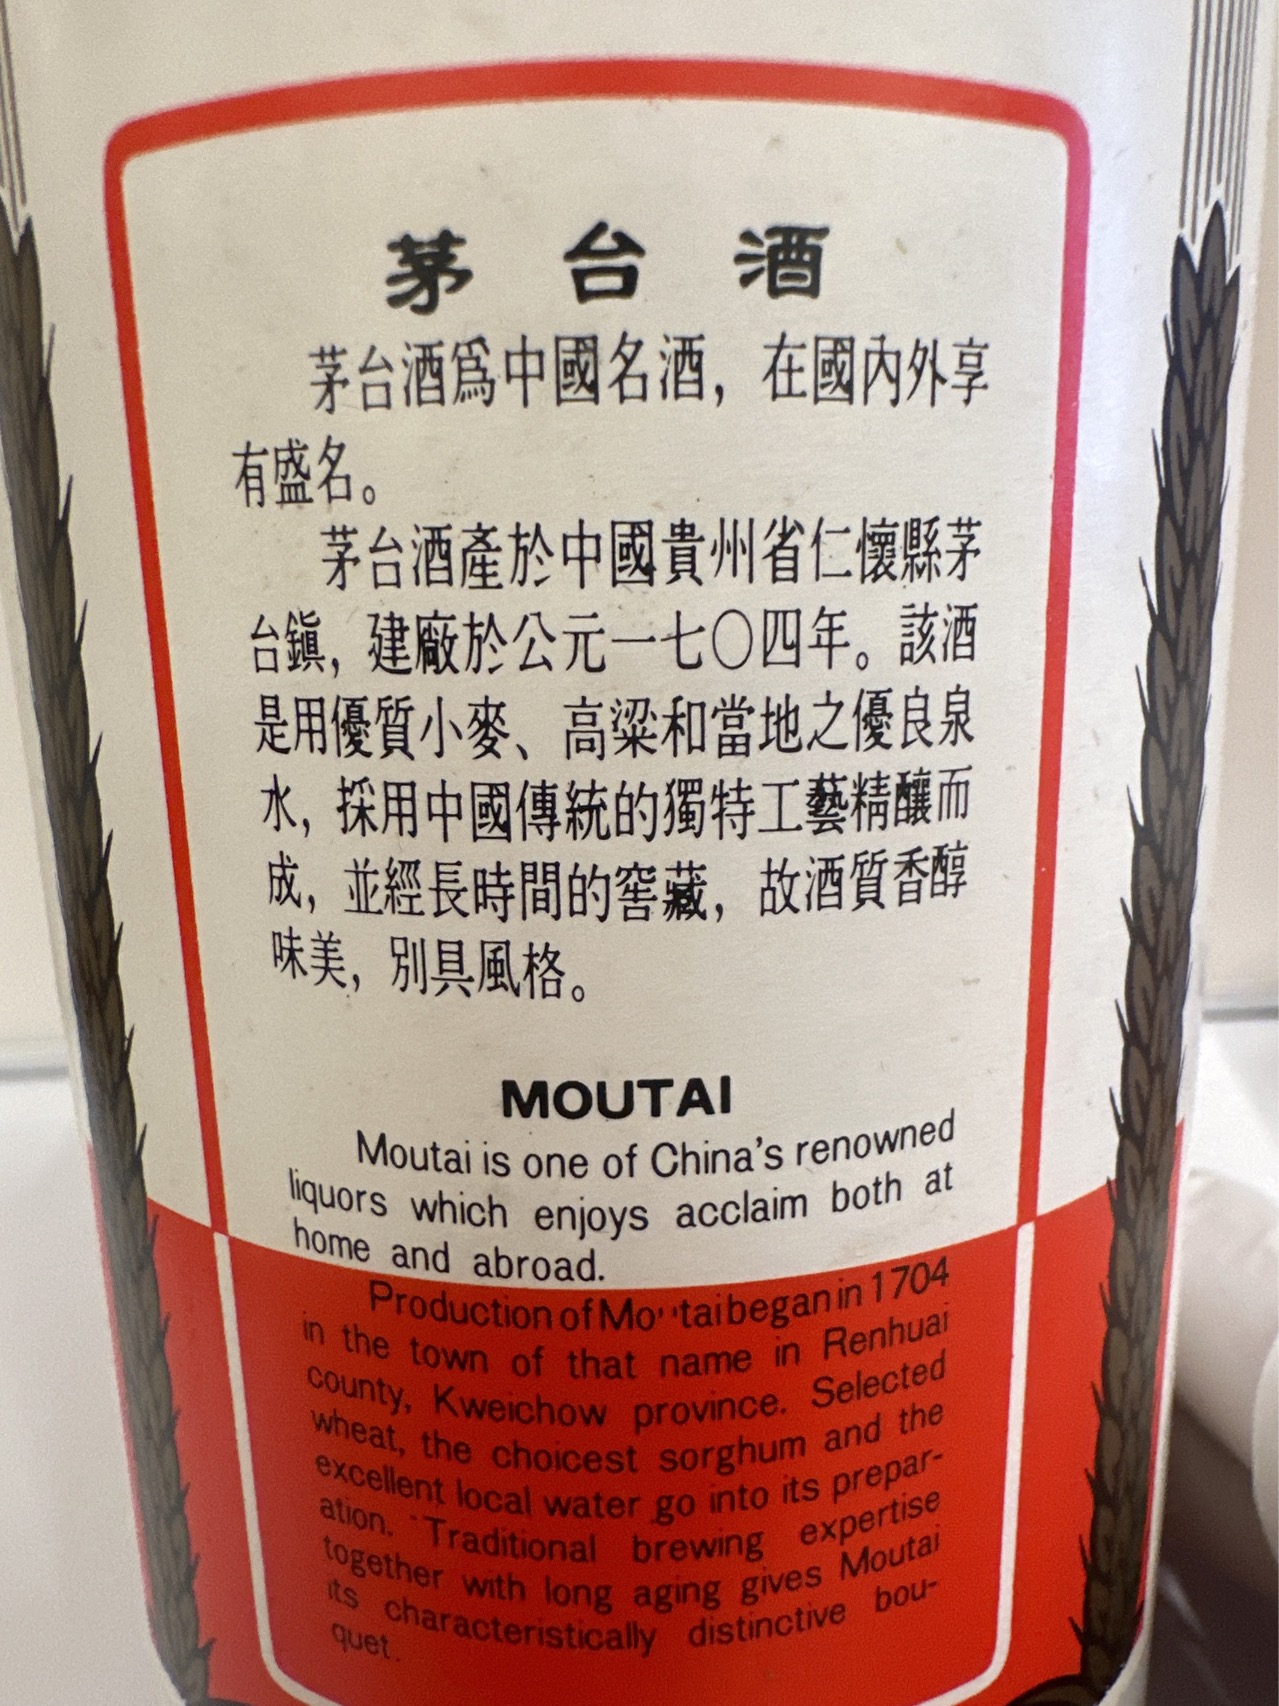 茅台酒
茅台酒爲中國名酒，在國內外享
有盛名。
茅台酒產於中國貴州省仁懷縣茅
台鎮，建廠於公元一七〇四年。該酒
是用優質小麥、高粱和當地之優良泉
水，採用中國傳統的獨特工藝精釀而
成，並經長時間的窖藏，故酒質香醇
味美，別具風格。
MOUTAI
Moutai is one of China's renowned
liquors which enjoys acclaim both at
home and abroad.
Production of Moutai began in 1704
in the town of that name in Renhuai
county, Kweichow province. Selected
wheat, the choicest sorghum and the
excellent local water go into its prepar-
ation. Traditional brewing expertise
together with long aging gives Moutai
its characteristically distinctive bou-
quet.